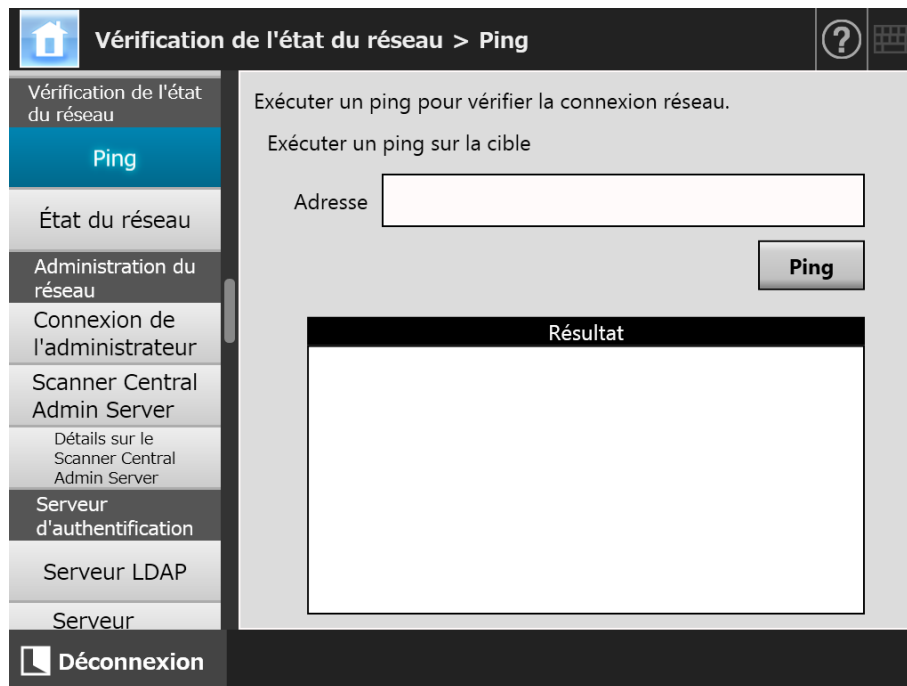 Vérification de l'état du réseau > Ping
?
Vérification de l'état
du réseau
Ping
État du réseau
Administration du
réseau
Connexion de
l'administrateur
Scanner Central
Admin Server
Détails sur le
Scanner Central
Admin Server
Serveur
d'authentification
Serveur LDAP
Serveur
Déconnexion
Exécuter un ping pour vérifier la connexion réseau.
Exécuter un ping sur la cible
Adresse
Ping
Résultat